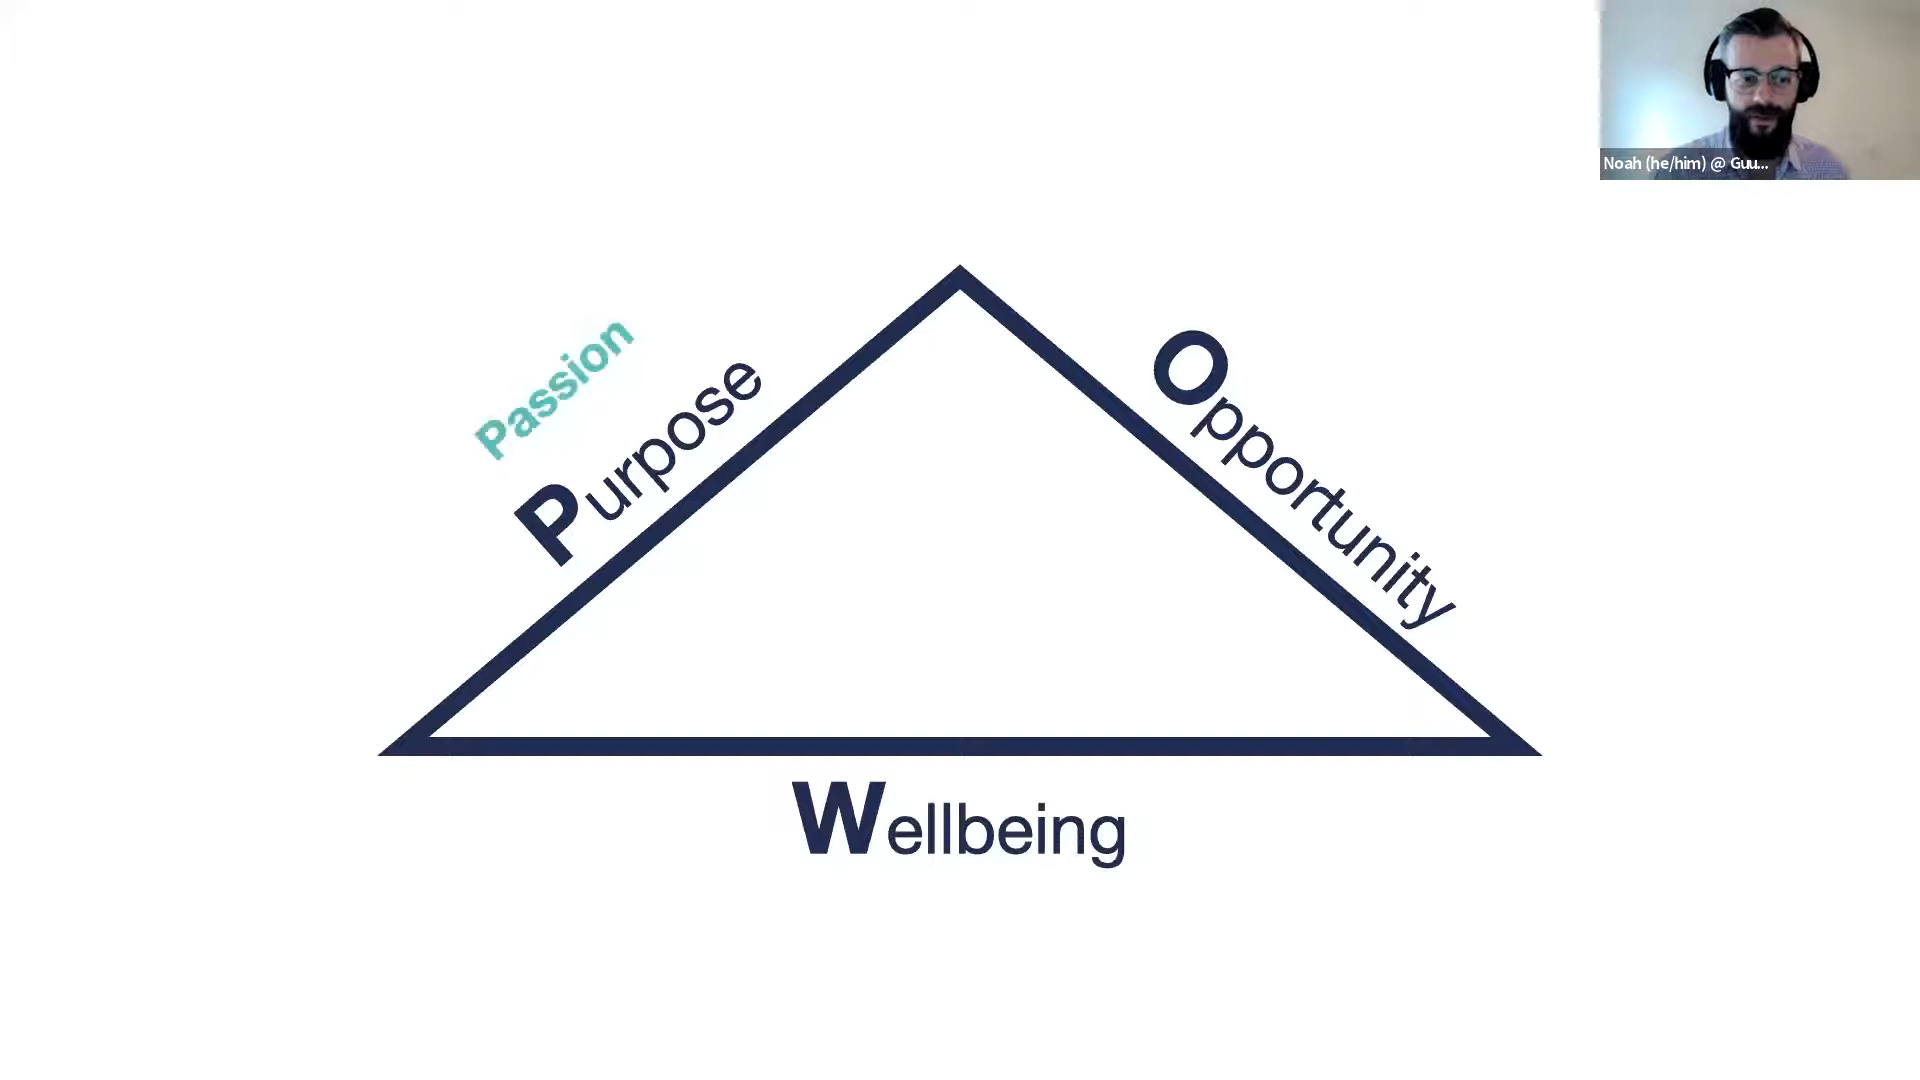 Noah (he/him) @ Guu...
Passion
Purpose
Opportunity
Wellbeing